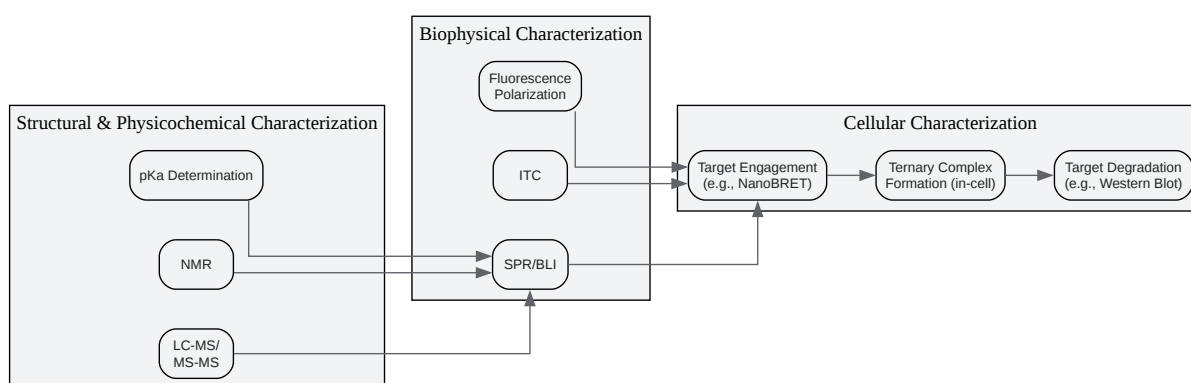 Structural & Physicochemical Characterization
pKa Determination
NMR
LC-MS/
MS-MS
Biophysical Characterization
Fluorescence
Polarization
ITC
SPR/BLI
Cellular Characterization
Target Engagement
(e.g., NanoBRET)
Ternary Complex
Formation (in-cell)
Target Degradation
(e.g., Western Blot)